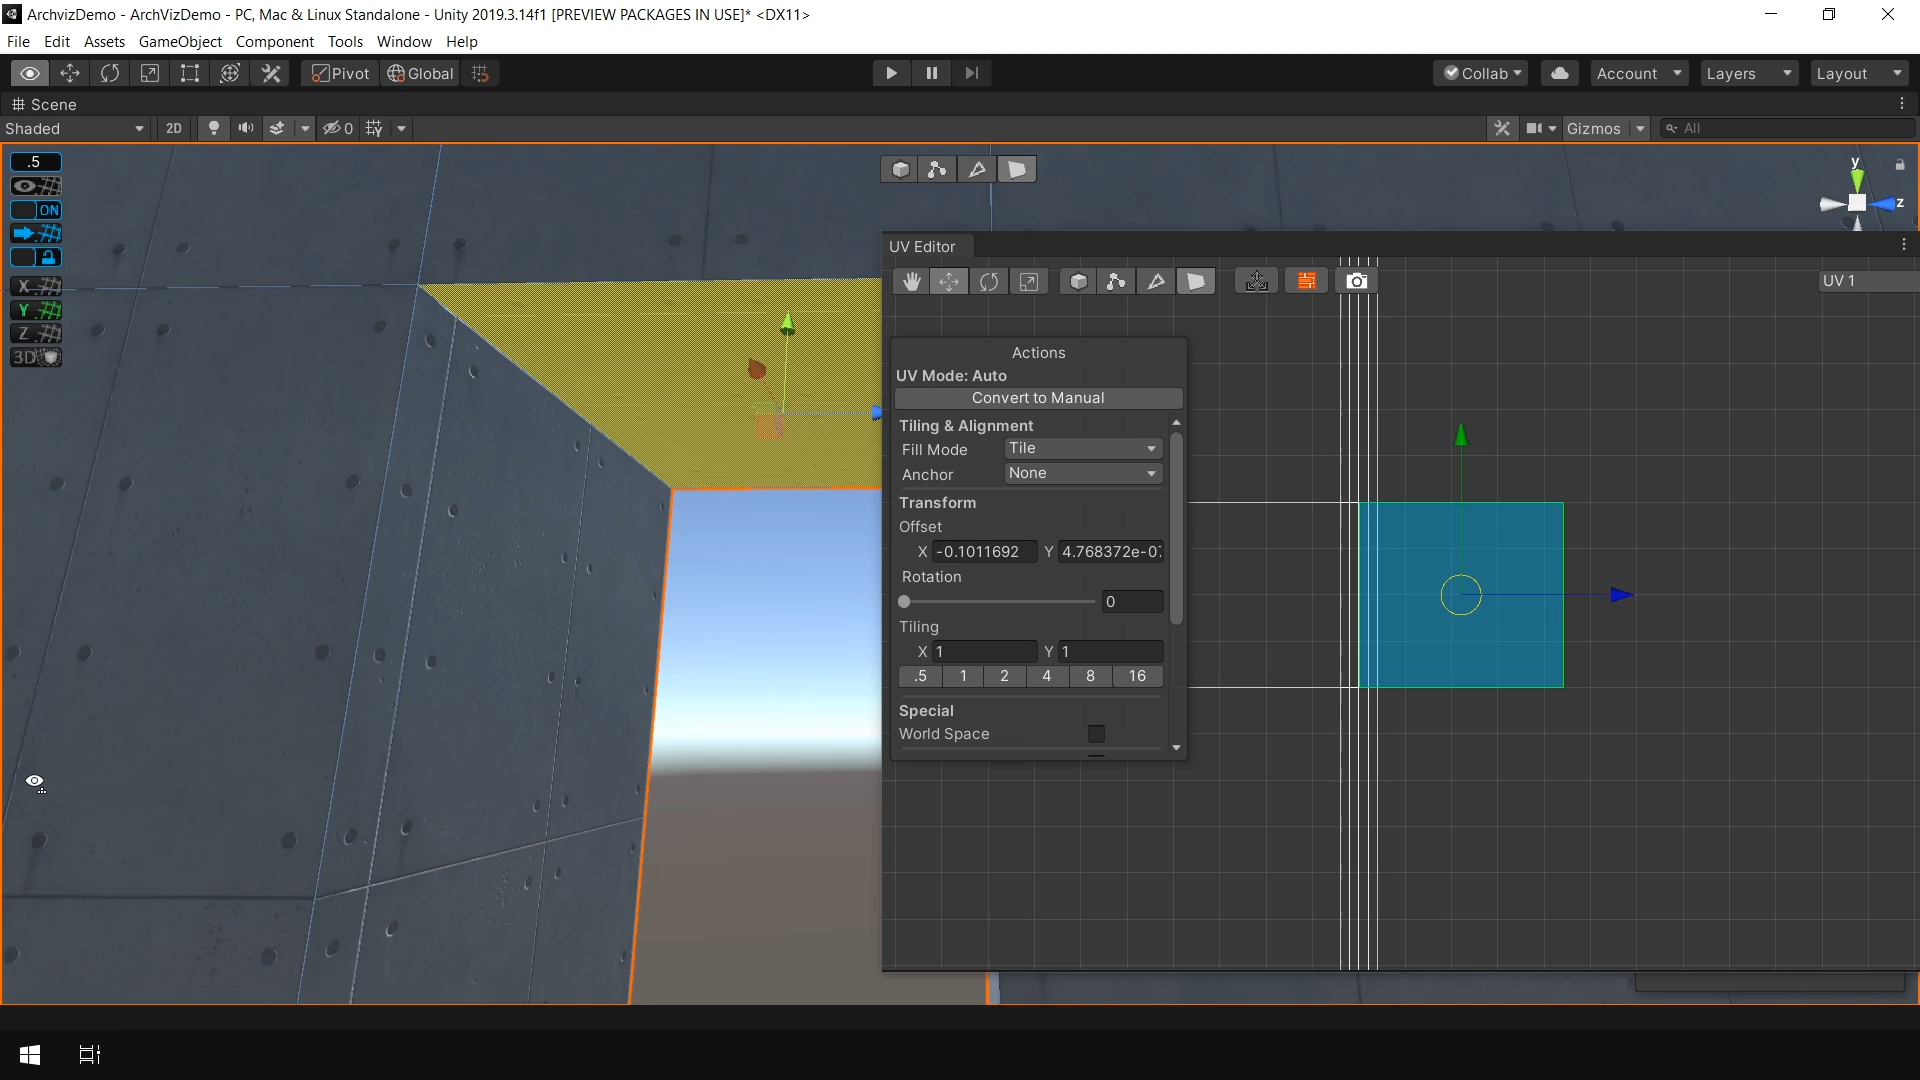 ArchvizDemo - ArchVizDemo - PC, Mac & Linux Standalone - Unity 2019.3.14f1 [PREVIEW PACKAGES IN USE]* <DX11>
File Edit Assets GameObject Component Tools Window Help
Pivot Global Collab Account Layers Layout
Scene
Shaded 2D 0 Gizmos All
.5
ON
X
Y
Z
3D
y
z
UV Editor
UV 1
Actions
UV Mode: Auto
Convert to Manual
Tiling & Alignment
Fill Mode Tile
Anchor None
Transform
Offset
X -0.1011692 Y 4.768372e-0
Rotation
0
Tiling
X 1 Y 1
.5 1 2 4 8 16
Special
World Space